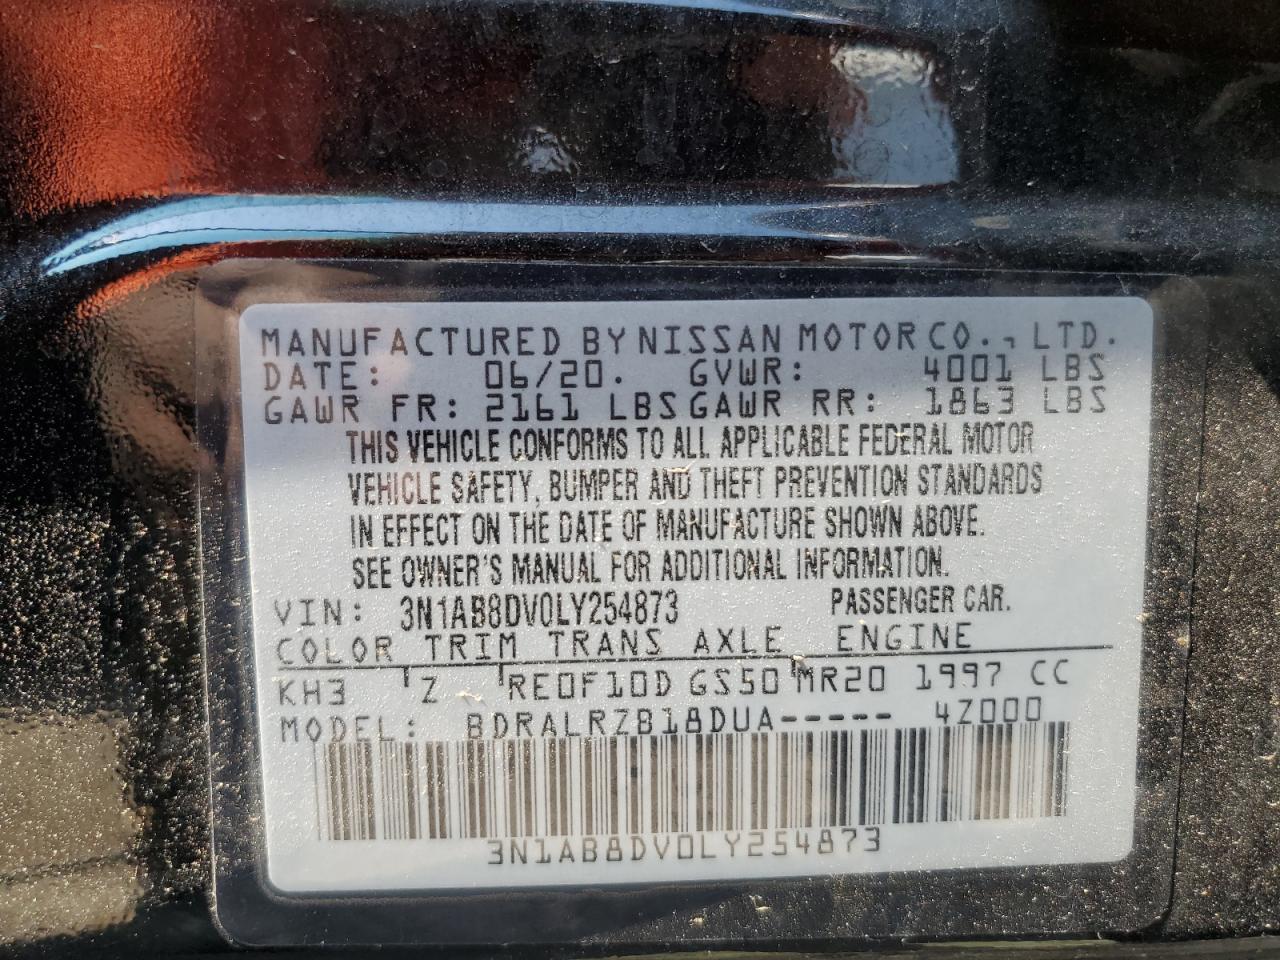 MANUFACTURED BY NISSAN MOTOR CO., LTD.
DATE: 06/20. GVWR: 4001 LBS
GAWR FR: 2161 LBS GAWR RR: 1863 LBS
THIS VEHICLE CONFORMS TO ALL APPLICABLE FEDERAL MOTOR
VEHICLE SAFETY, BUMPER AND THEFT PREVENTION STANDARDS
IN EFFECT ON THE DATE OF MANUFACTURE SHOWN ABOVE.
SEE OWNER'S MANUAL FOR ADDITIONAL INFORMATION.
VIN: 3N1AB8DV0LY254873 PASSENGER CAR.
COLOR TRIM TRANS AXLE ENGINE
KH3 Z RE0F10D GS50 MR20 1997 CC
MODEL: BDRALRZB18DUA----- 4Z000
3N1AB8DV0LY254873